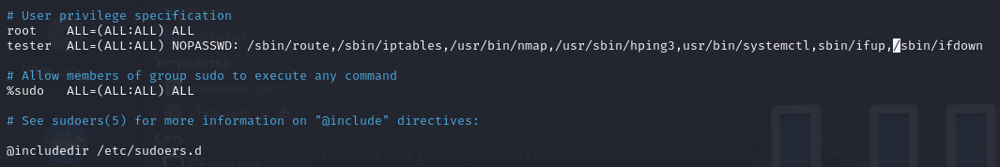 # User privilege specification
root    ALL=(ALL:ALL) ALL
tester  ALL=(ALL:ALL) NOPASSWD: /sbin/route,/sbin/iptables,/usr/bin/nmap,/usr/sbin/hping3,usr/bin/systemctl,sbin/ifup,/sbin/ifdown
Устройства
# Allow members of group sudo to execute any command
%sudo   ALL=(ALL:ALL) ALL
# See sudoers(5) for more information on "@include" directives:
Сеть
@includedir /etc/sudoers.d